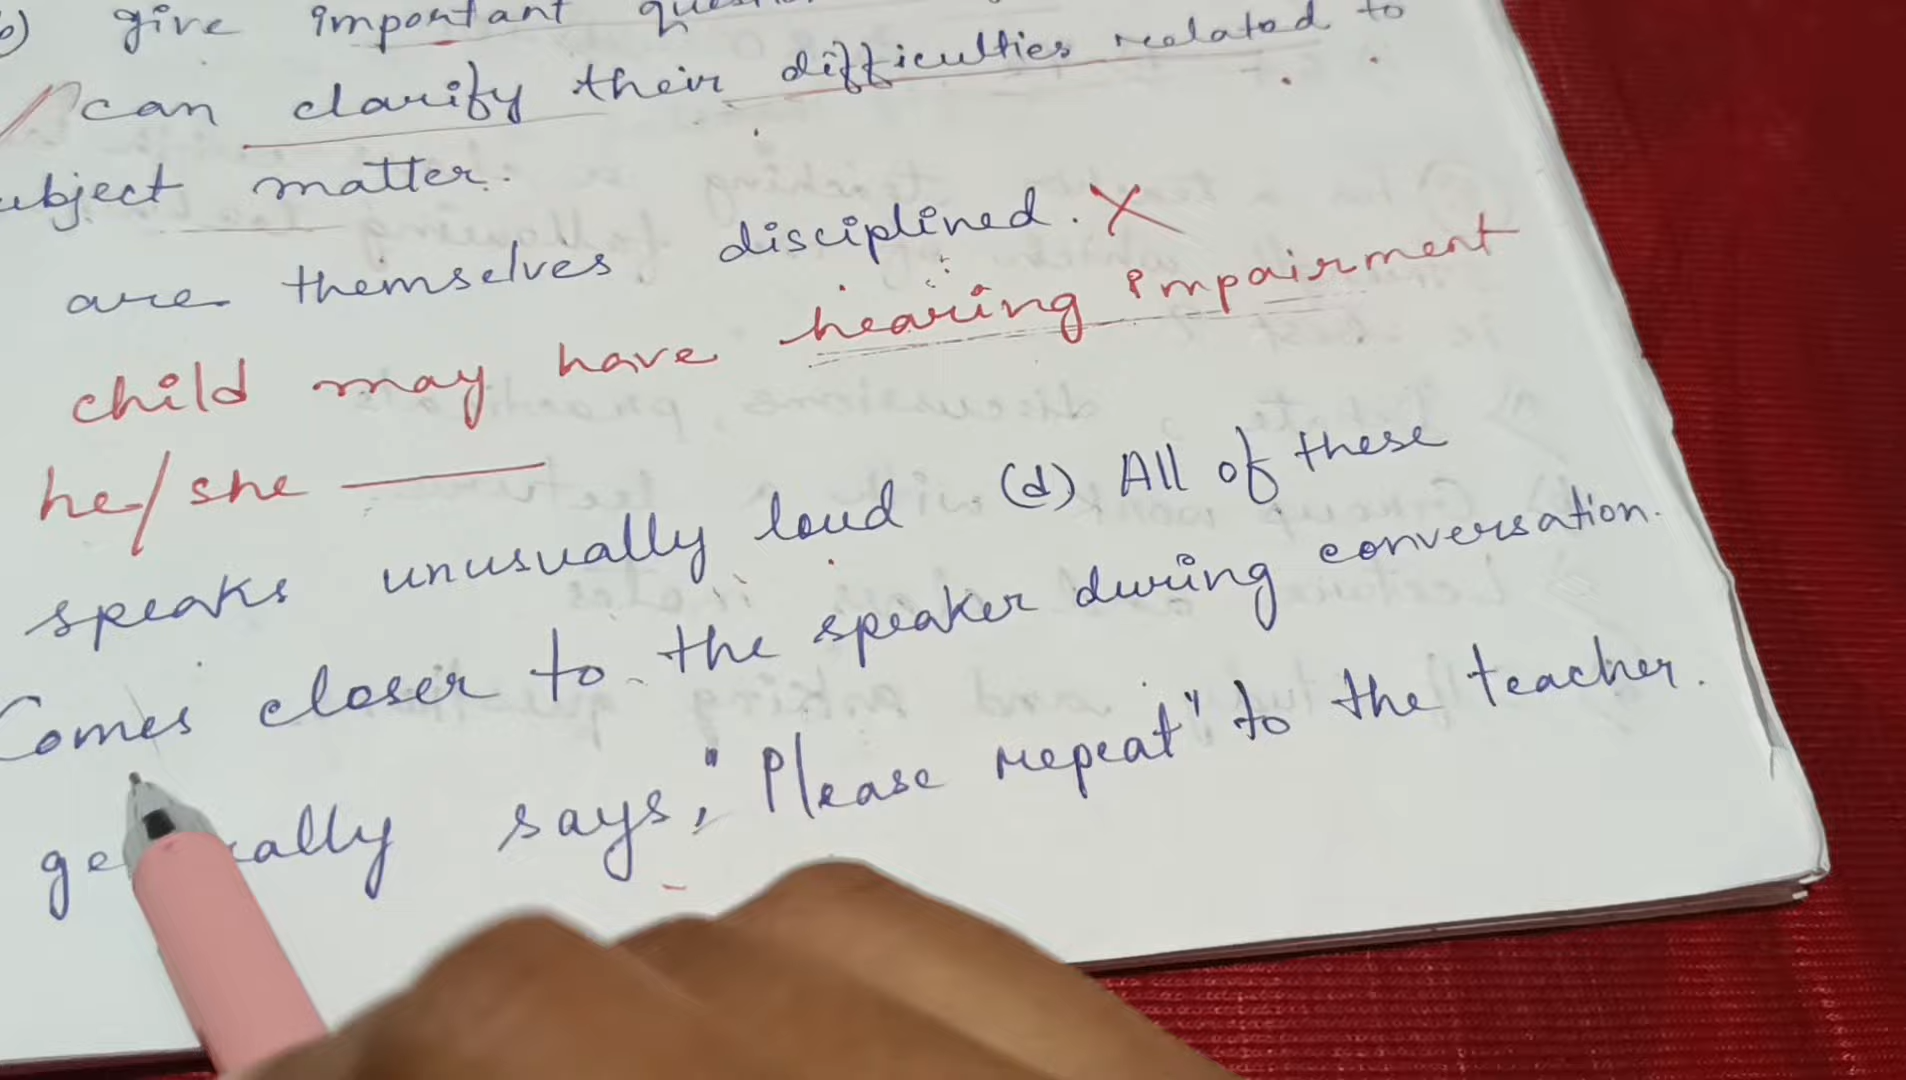 b) give important
can clarify their difficulties related to
ubject matter.
are themselves disciplined. X
child may have hearing impairment
he/she ———
speaks unusually loud (d) All of these
Comes closer to the speaker during conversation.
says, "Please repeat" to the teacher.